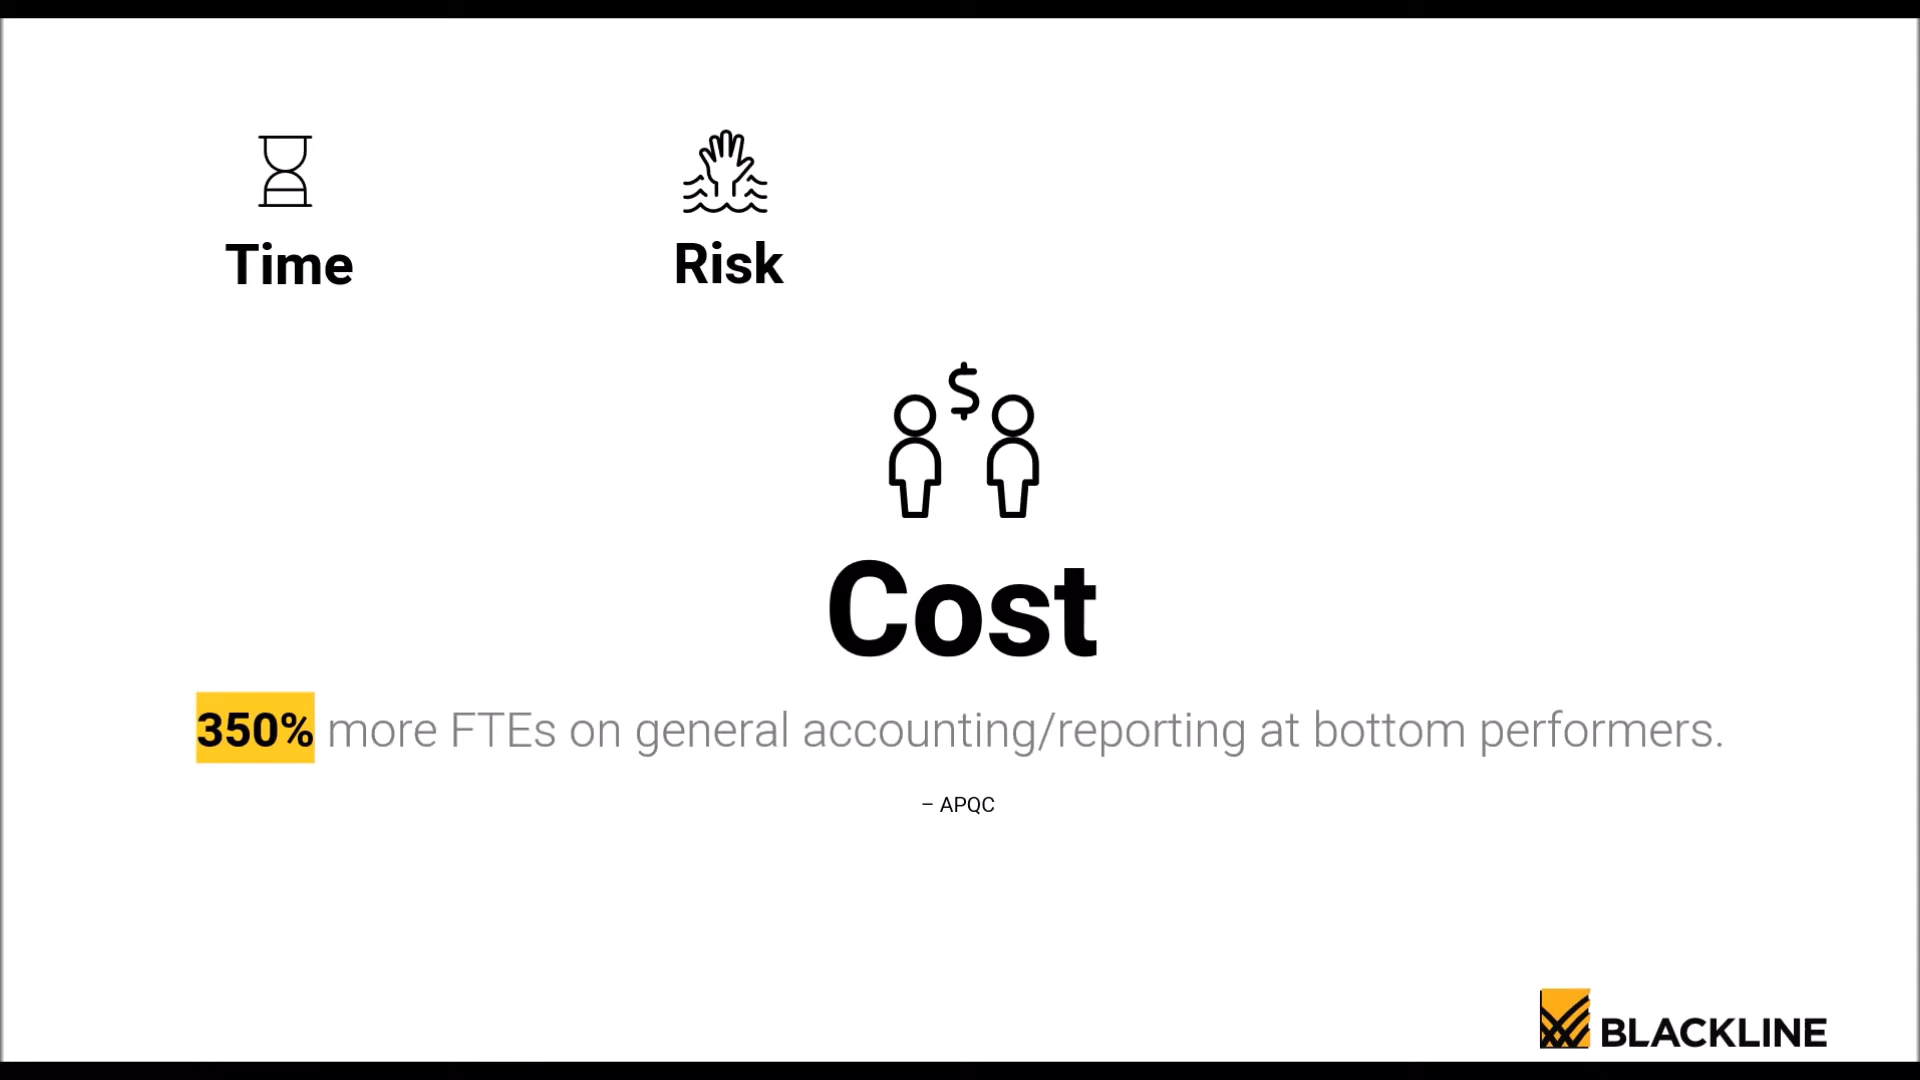 Time
Risk
$
Cost
350% more FTEs on general accounting/reporting at bottom performers.
– APQC
BLACKLINE